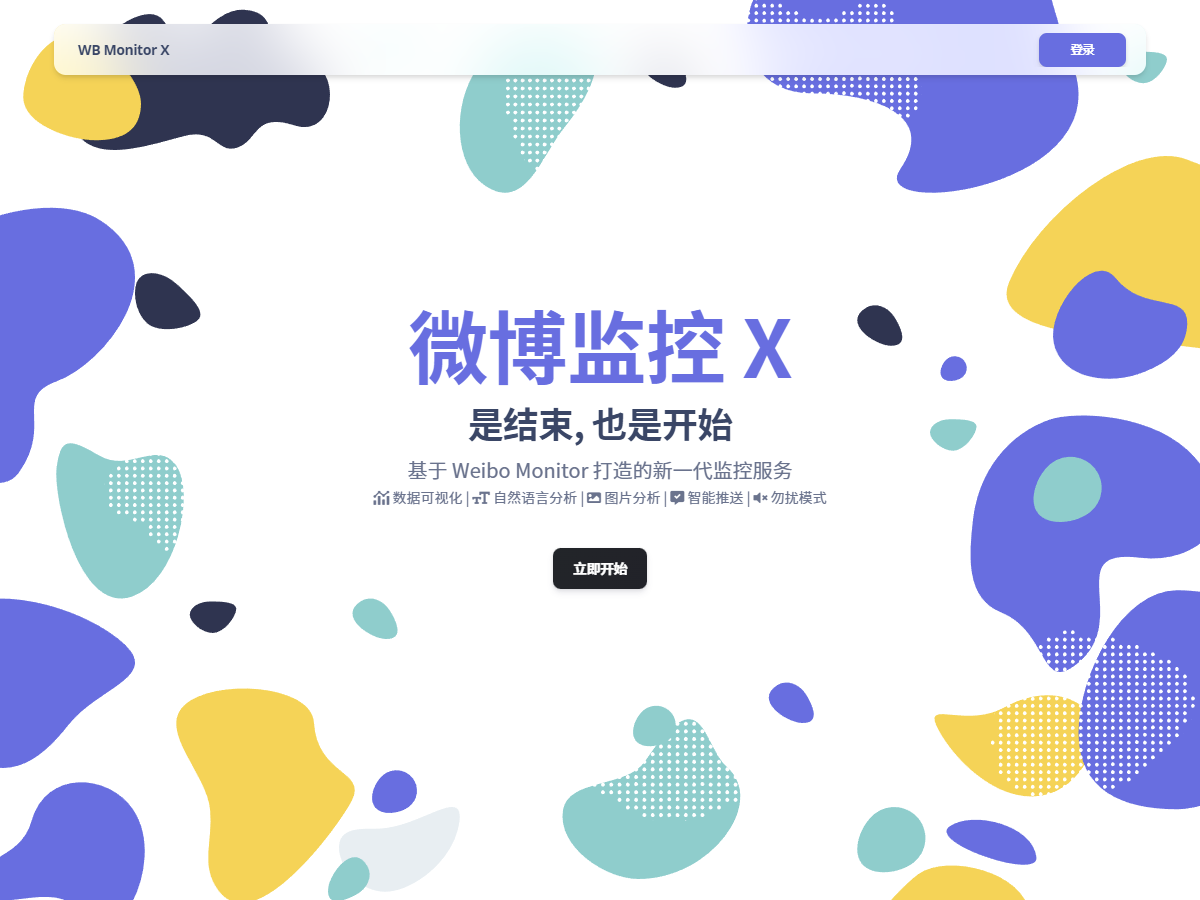 WB Monitor X
登录
微博监控 X
是结束, 也是开始
基于 Weibo Monitor 打造的新一代监控服务
数据可视化 | 自然语言分析 | 图片分析 | 智能推送 | 勿扰模式
立即开始